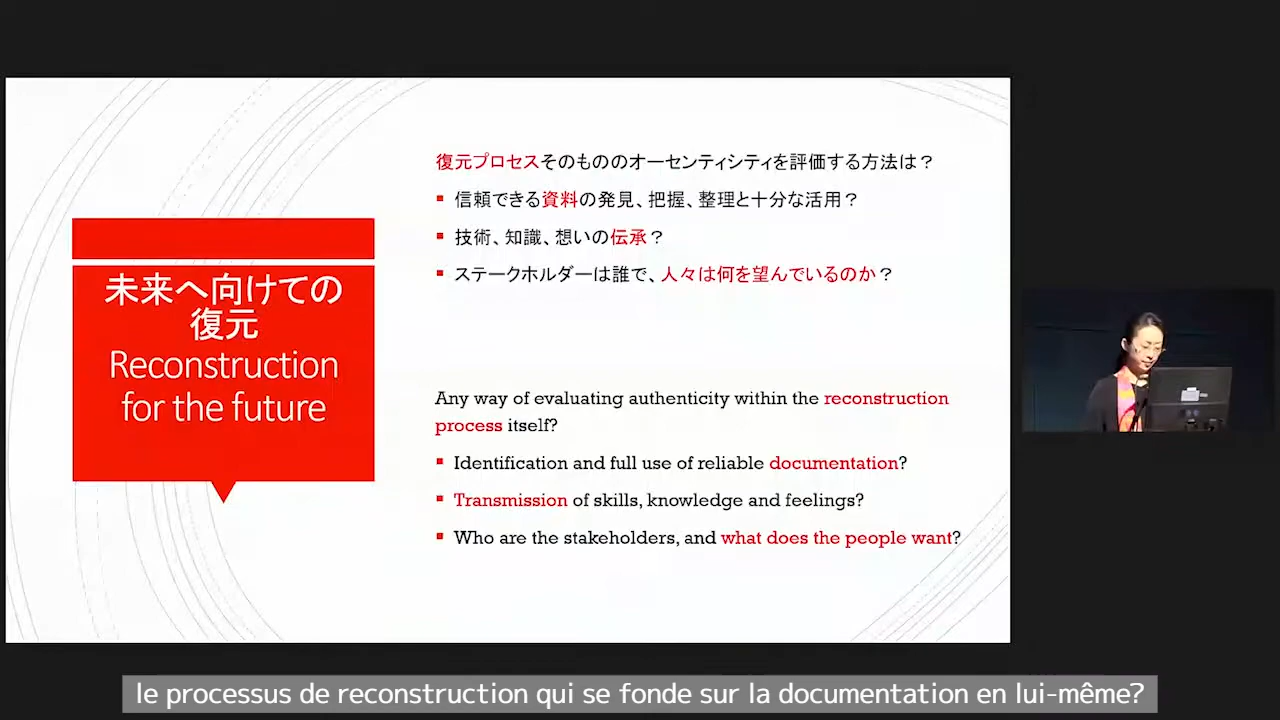 未来へ向けての
復元
Reconstruction
for the future
復元プロセスそのもののオーセンティシティを評価する方法は？
信頼できる資料の発見、把握、整理と十分な活用？
技術、知識、想いの伝承？
ステークホルダーは誰で、人々は何を望んでいるのか？
Any way of evaluating authenticity within the reconstruction
process itself?
Identification and full use of reliable documentation?
Transmission of skills, knowledge and feelings?
Who are the stakeholders, and what does the people want?
le processus de reconstruction qui se fonde sur la documentation en lui-même?